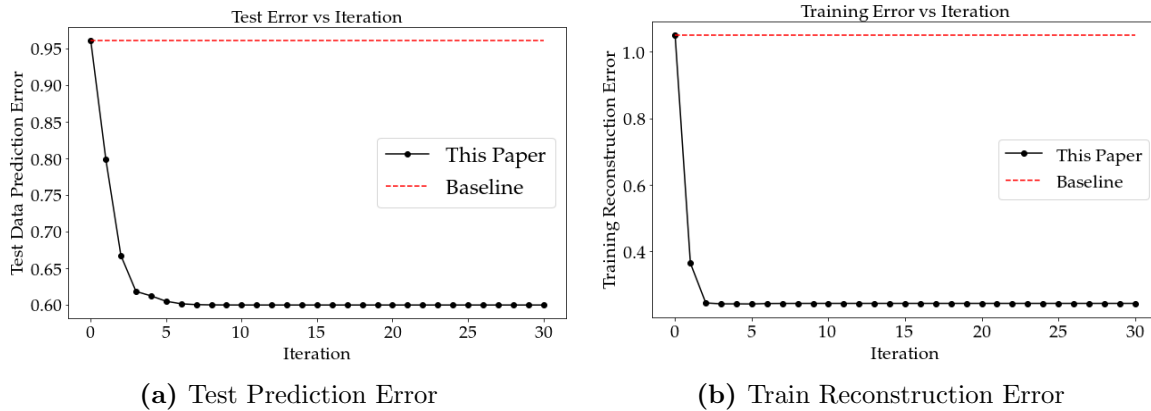 Test Error vs Iteration
Test Data Prediction Error
0.95
0.90
0.85
0.80
0.75
0.70
0.65
0.60
This Paper
Baseline
0 5 10 15 20 25 30
Iteration
(a) Test Prediction Error
Training Error vs Iteration
Training Reconstruction Error
1.0
0.8
0.6
0.4
This Paper
Baseline
0 5 10 15 20 25 30
Iteration
(b) Train Reconstruction Error